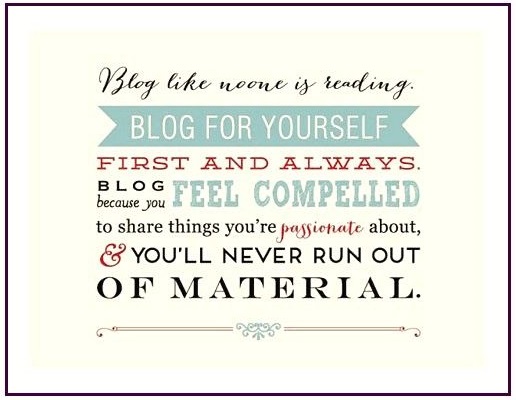 Blog like noone is reading.
BLOG FOR YOURSELF
FIRST AND ALWAYS.
BLOG
because you FEEL COMPELLED
to share things you're passionate about,
& YOU'LL NEVER RUN OUT
OF MATERIAL.